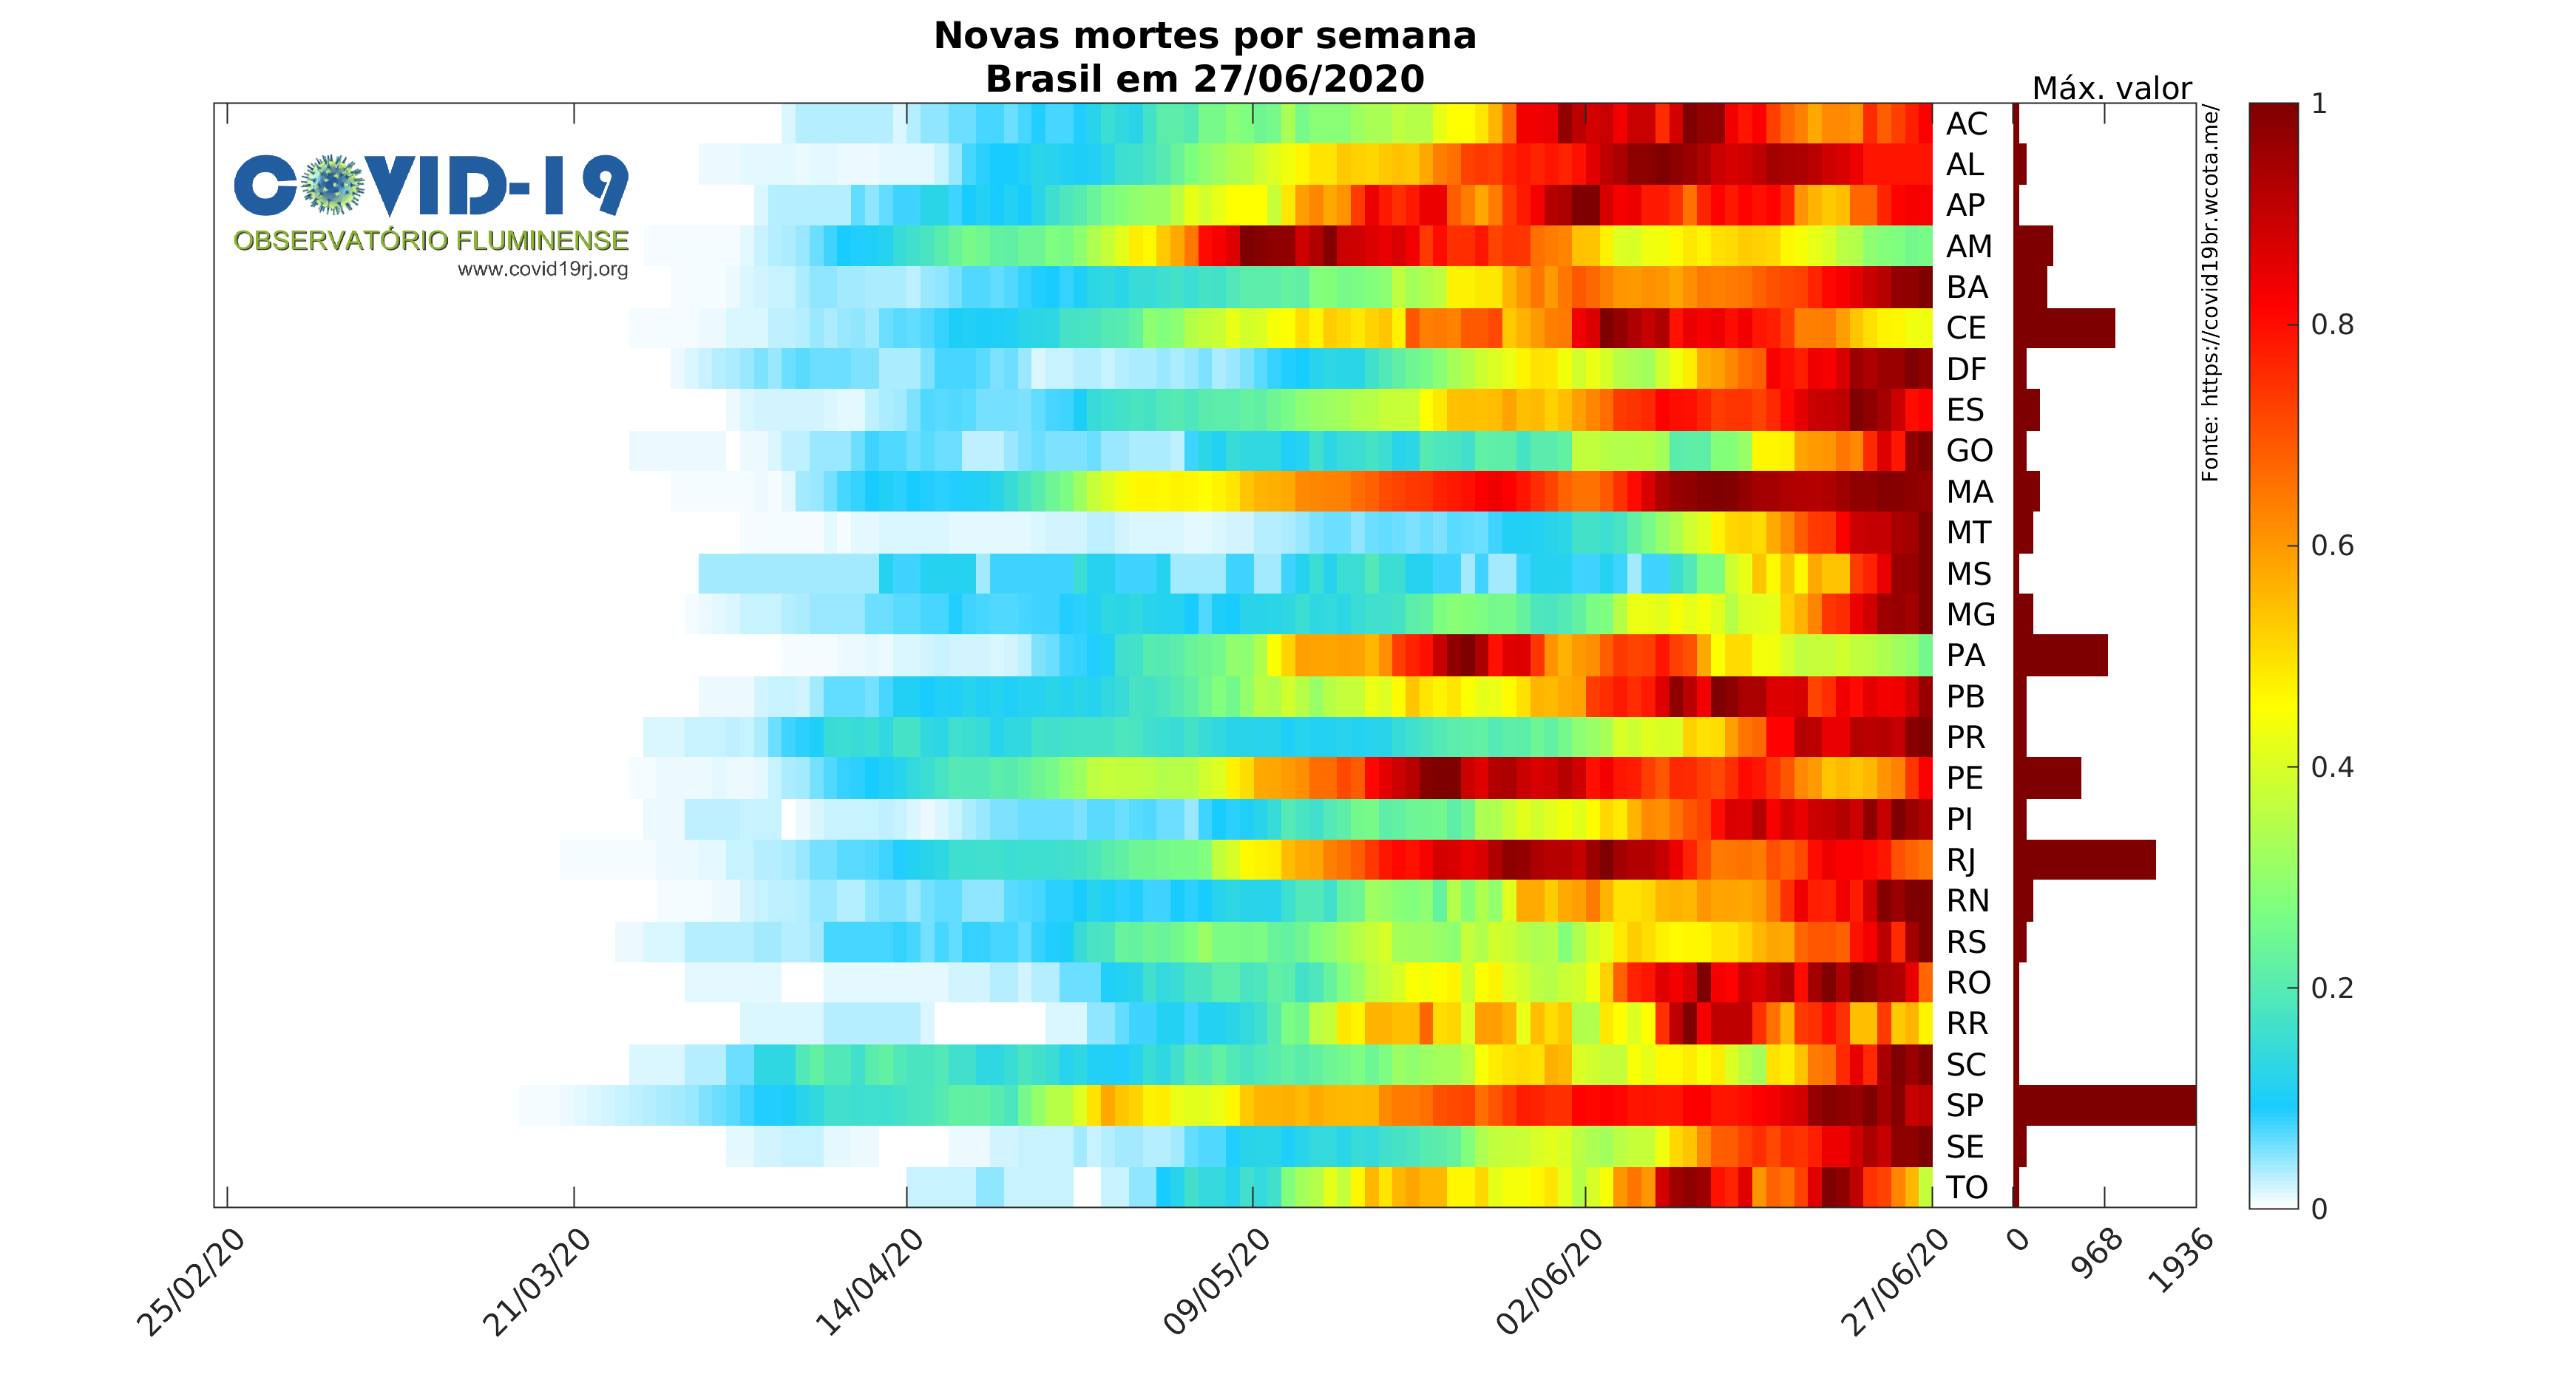 Novas mortes por semana
Brasil em 27/06/2020
Máx. valor
COVID-19
OBSERVATÓRIO FLUMINENSE
www.covid19rj.org
AC
AL
AP
AM
BA
CE
DF
ES
GO
MA
MT
MS
MG
PA
PB
PR
PE
PI
RJ
RN
RS
RO
RR
SC
SP
SE
TO
Fonte: https://covid19br.wcota.me/
1
0.8
0.6
0.4
0.2
0
25/02/20
21/03/20
14/04/20
09/05/20
02/06/20
27/06/20
0
968
1936